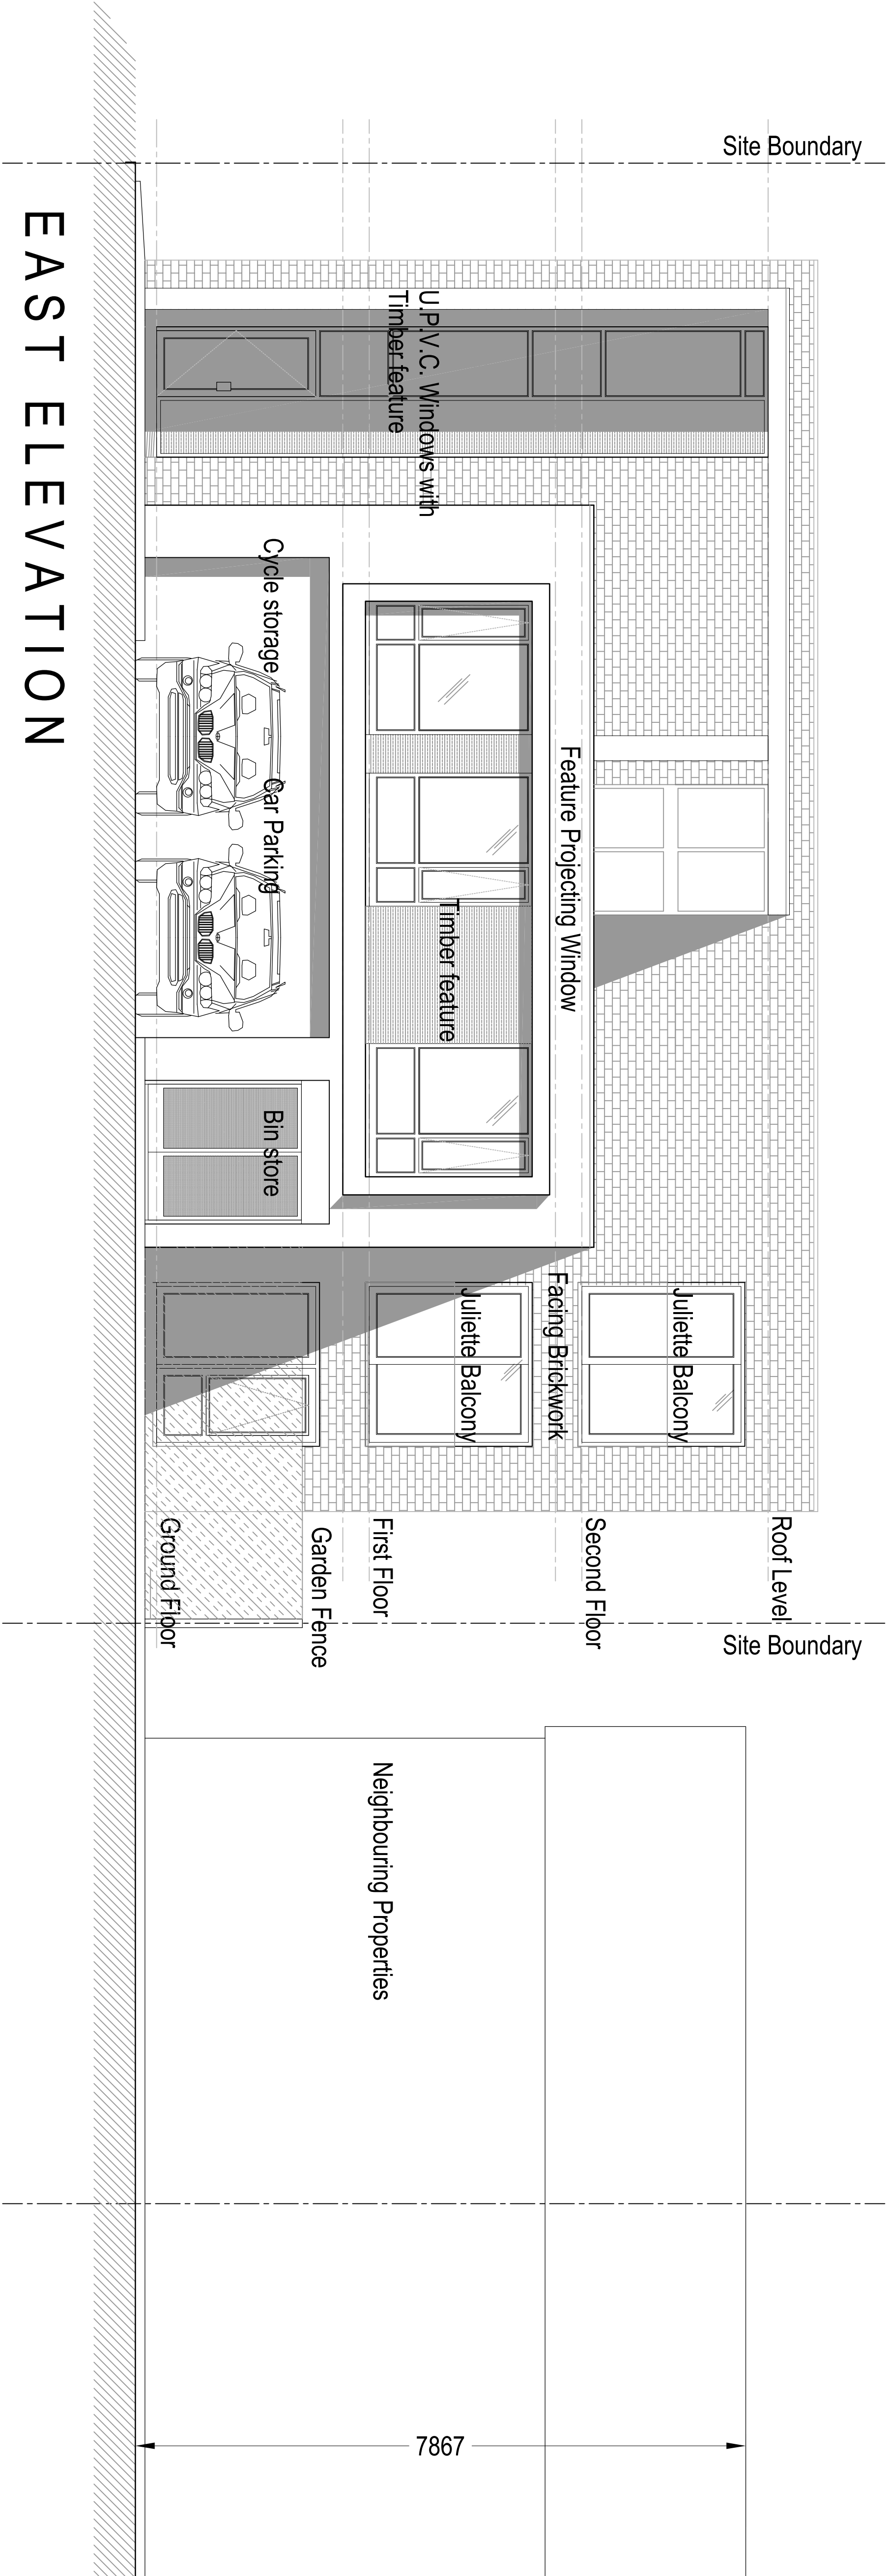 Site Boundary
EAST ELEVATION
U.P.V.C. Windows with
Timber feature
Cycle storage
Car Parking
Feature Projecting Window
Timber feature
Bin store
Facing Brickwork
Juliette Balcony
Juliette Balcony
Roof Level
Second Floor
First Floor
Garden Fence
Ground Floor
Site Boundary
Neighbouring Properties
7867